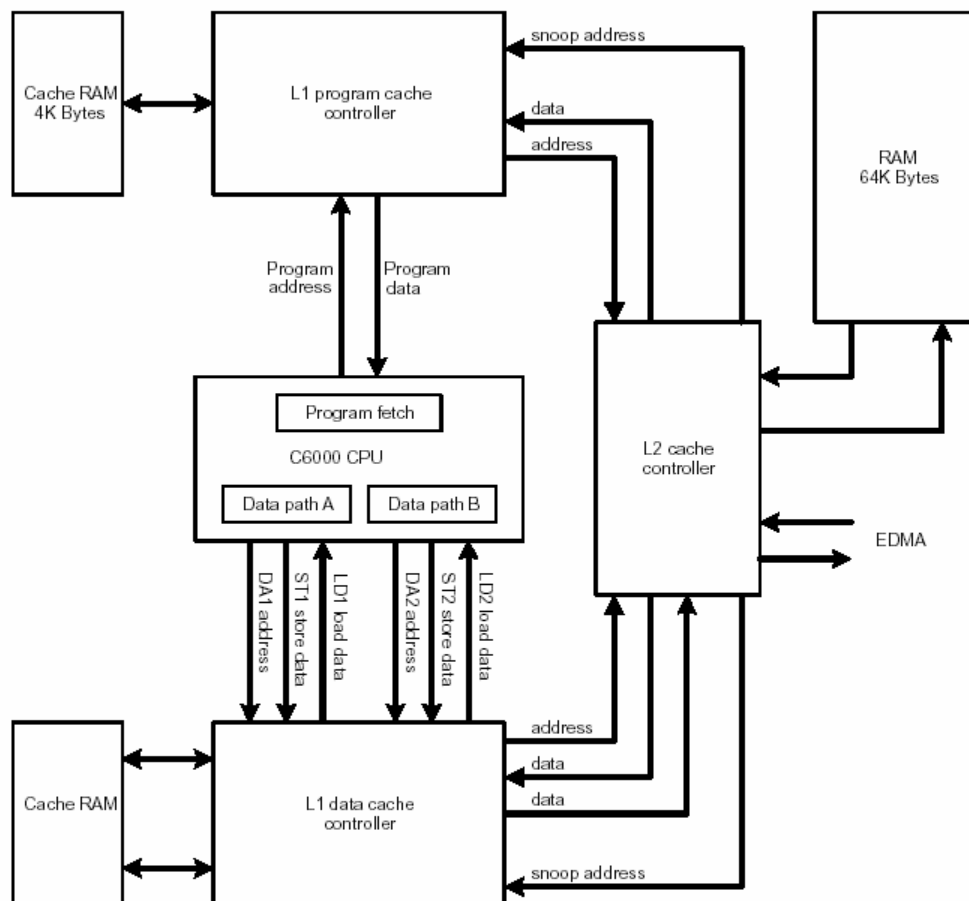 snoop address
Cache RAM
4K Bytes
L1 program cache
controller
data
address
RAM
64K Bytes
Program
address
Program
data
Program fetch
C6000 CPU
Data path A
Data path B
L2 cache
controller
EDMA
DA1 address
ST1 store data
LD1 load data
DA2 address
ST2 store data
LD2 load data
address
data
data
Cache RAM
L1 data cache
controller
snoop address